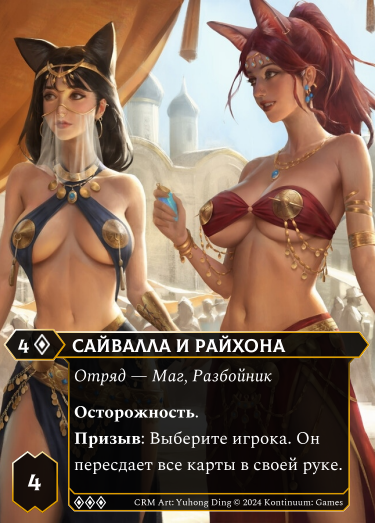 4 САЙВАЛЛА И РАЙХОНА
Отряд — Маг, Разбойник
Осторожность.
Призыв: Выберите игрока. Он
пересдает все карты в своей руке.
4
CRM Art: Yuhong Ding © 2024 Kontinuum: Games